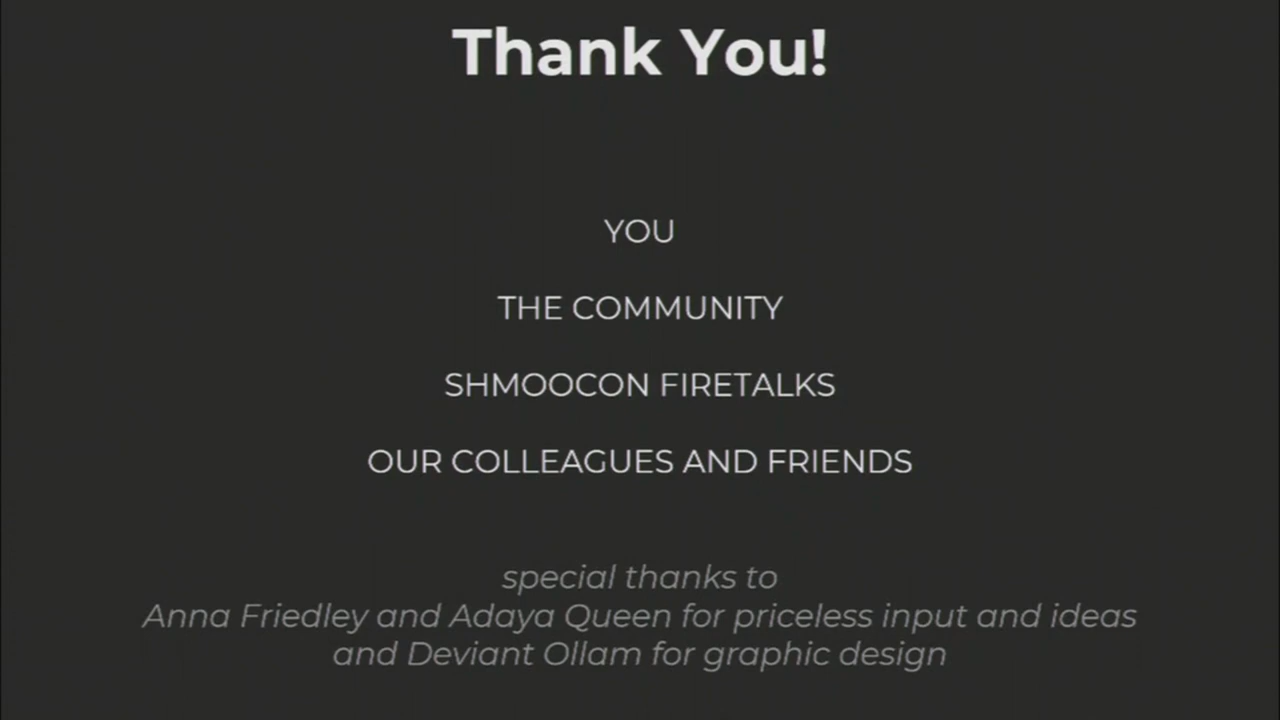 Thank You!
YOU
THE COMMUNITY
SHMOOCON FIRETALKS
OUR COLLEAGUES AND FRIENDS
special thanks to
Anna Friedley and Adaya Queen for priceless input and ideas
and Deviant Ollam for graphic design